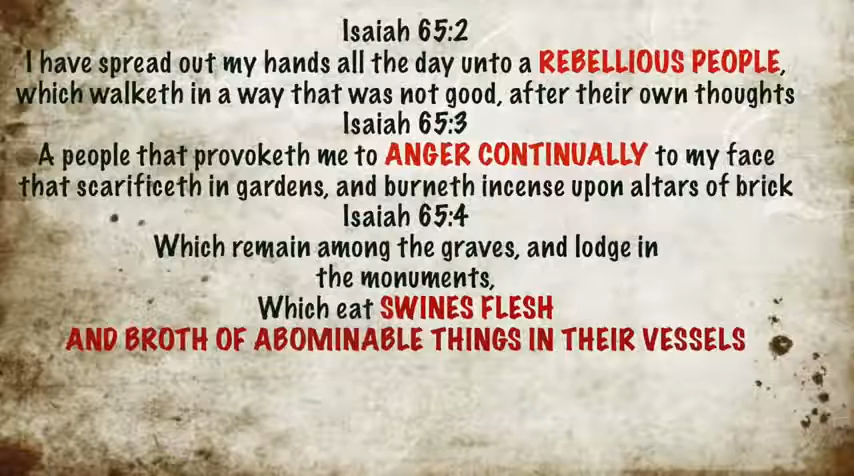 Isaiah 65:2
I have spread out my hands all the day unto a REBELLIOUS PEOPLE,
which walketh in a way that was not good, after their own thoughts
Isaiah 65:3
A people that provoketh me to ANGER CONTINUALLY to my face
that scarificeth in gardens, and burneth incense upon altars of brick
Isaiah 65:4
Which remain among the graves, and lodge in
the monuments,
Which eat SWINES FLESH
AND BROTH OF ABOMINABLE THINGS IN THEIR VESSELS